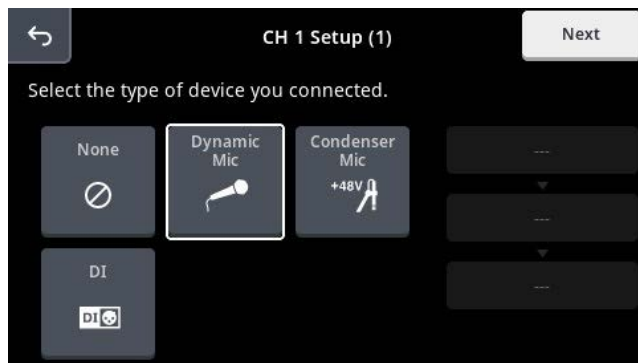 CH 1 Setup (1)
Next
Select the type of device you connected.
None
Dynamic
Mic
Condenser
Mic
+48V
DI
DI
---
---
---